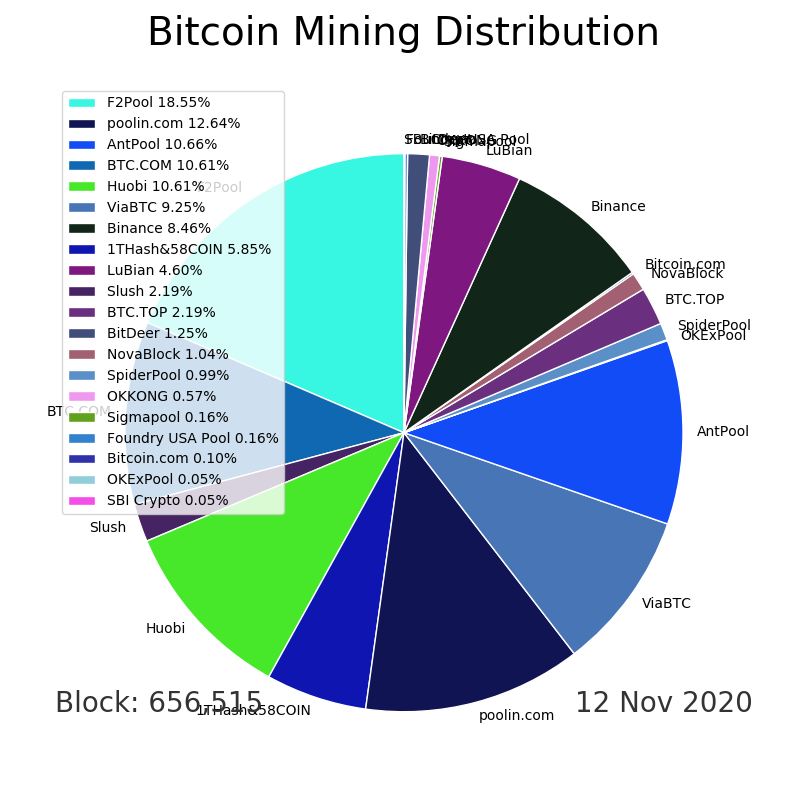 Bitcoin Mining Distribution
F2Pool 18.55%
poolin.com 12.64%
AntPool 10.66%
BTC.COM 10.61%
Huobi 10.61%
ViaBTC 9.25%
Binance 8.46%
1THash&58COIN 5.85%
LuBian 4.60%
Slush 2.19%
BTC.TOP 2.19%
BitDeer 1.25%
NovaBlock 1.04%
SpiderPool 0.99%
OKKONG 0.57%
Sigmapool 0.16%
Foundry USA Pool 0.16%
Bitcoin.com 0.10%
OKExPool 0.05%
SBI Crypto 0.05%
F2Pool
LuBian
Binance
Bitcoin.com
NovaBlock
BTC.TOP
SpiderPool
OKExPool
BTC.COM
AntPool
Slush
ViaBTC
Huobi
1THash&58COIN
poolin.com
Block: 656,515
12 Nov 2020